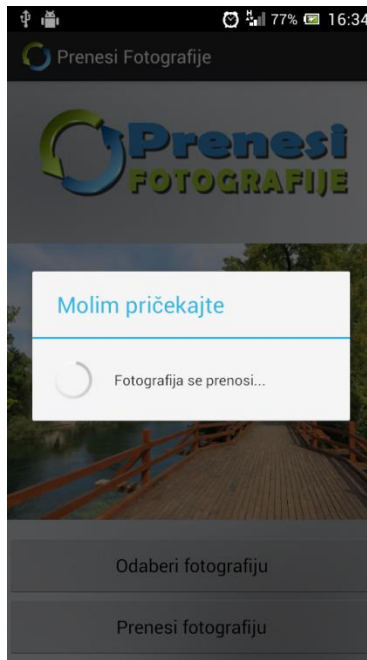 H 77% 16:34
Prenesi Fotografije
Prenesi
FOTOGRAFIJE
Molim pričekajte
Fotografija se prenosi...
Odaberi fotografiju
Prenesi fotografiju